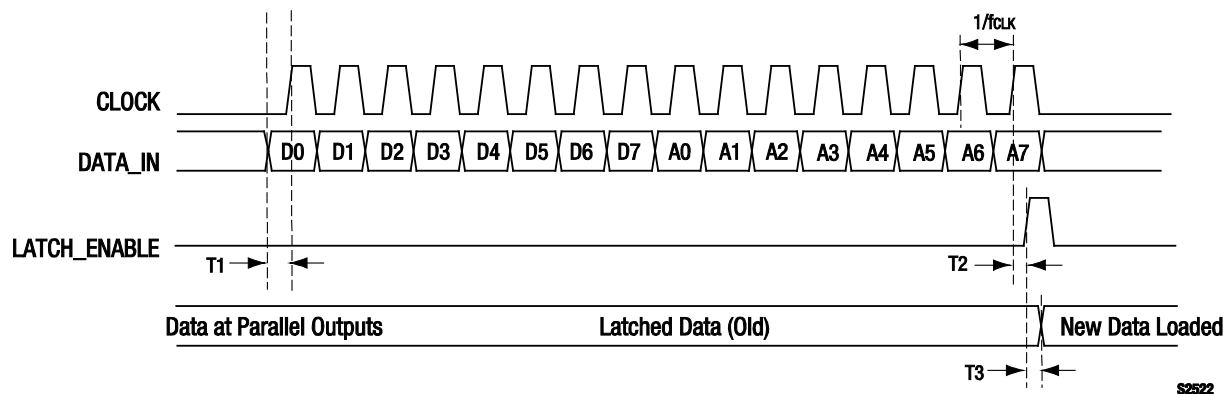 1/fCLK
CLOCK
DATA_IN D0 D1 D2 D3 D4 D5 D6 D7 A0 A1 A2 A3 A4 A5 A6 A7
LATCH_ENABLE
T1 T2
Data at Parallel Outputs Latched Data (Old) New Data Loaded
T3
S2522